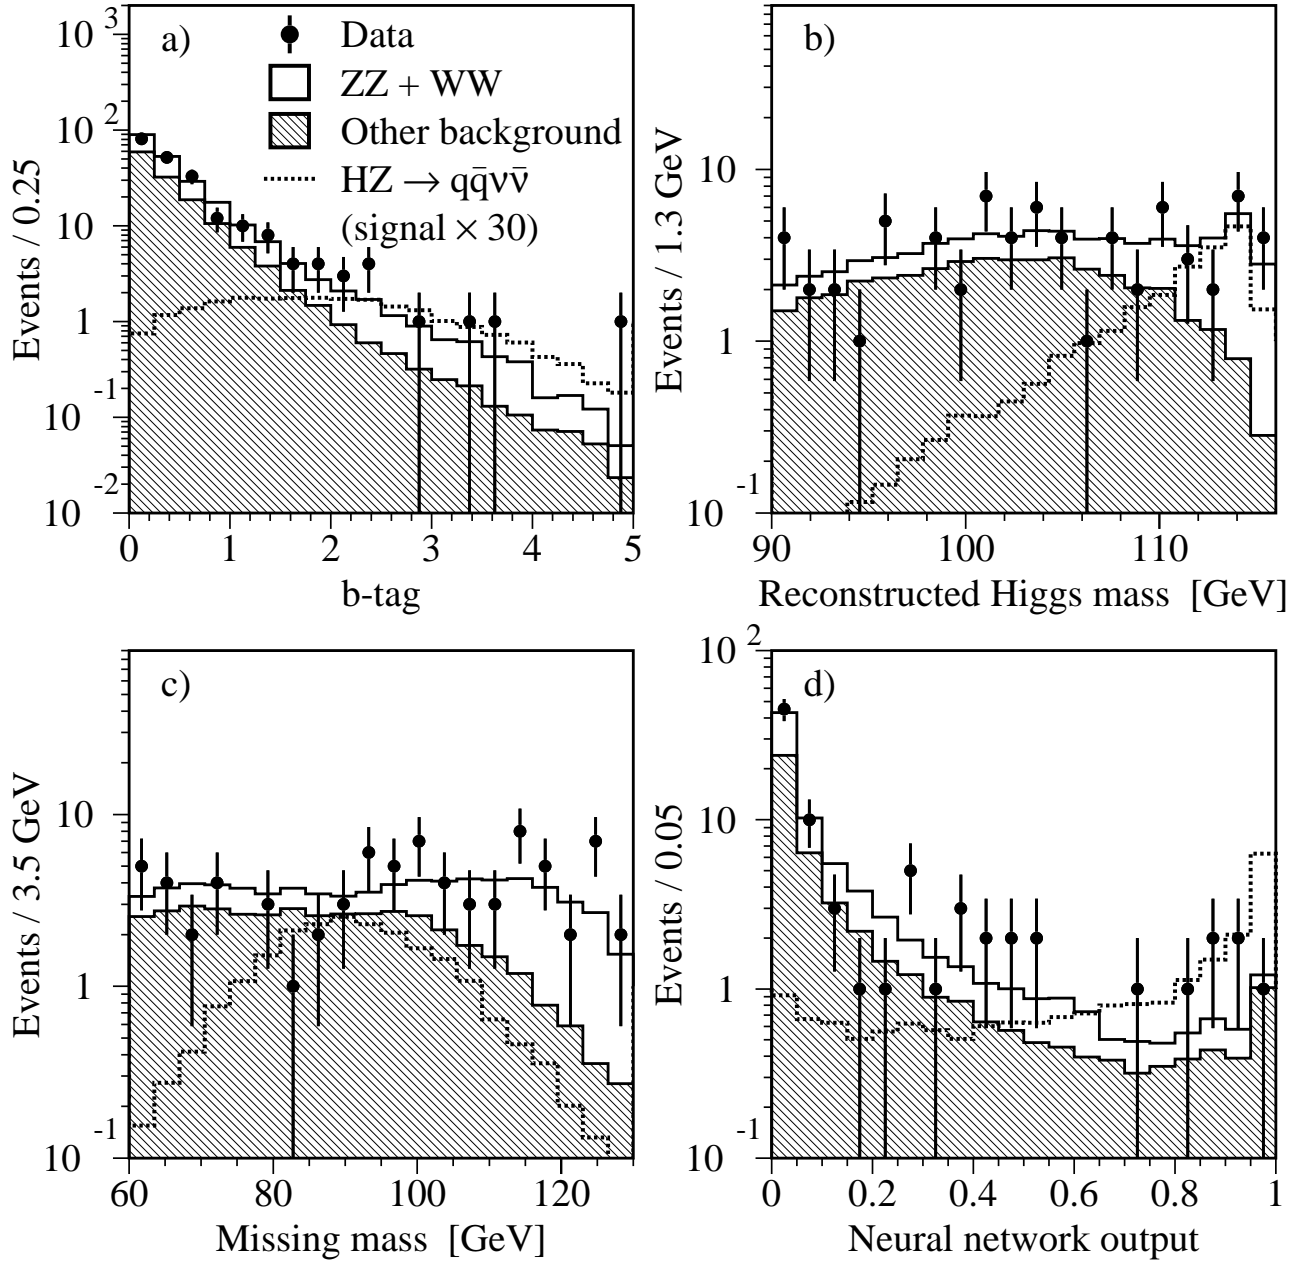 a)
Data
ZZ + WW
Other background
HZ → qq̄νν̄
(signal × 30)
10 3
10 2
10
1
10 -1
10 -2
Events / 0.25
0 1 2 3 4 5
b-tag
b)
10
1
10 -1
Events / 1.3 GeV
90 100 110
Reconstructed Higgs mass [GeV]
c)
10
1
10 -1
Events / 3.5 GeV
60 80 100 120
Missing mass [GeV]
d)
10 2
10
1
10 -1
Events / 0.05
0 0.2 0.4 0.6 0.8 1
Neural network output